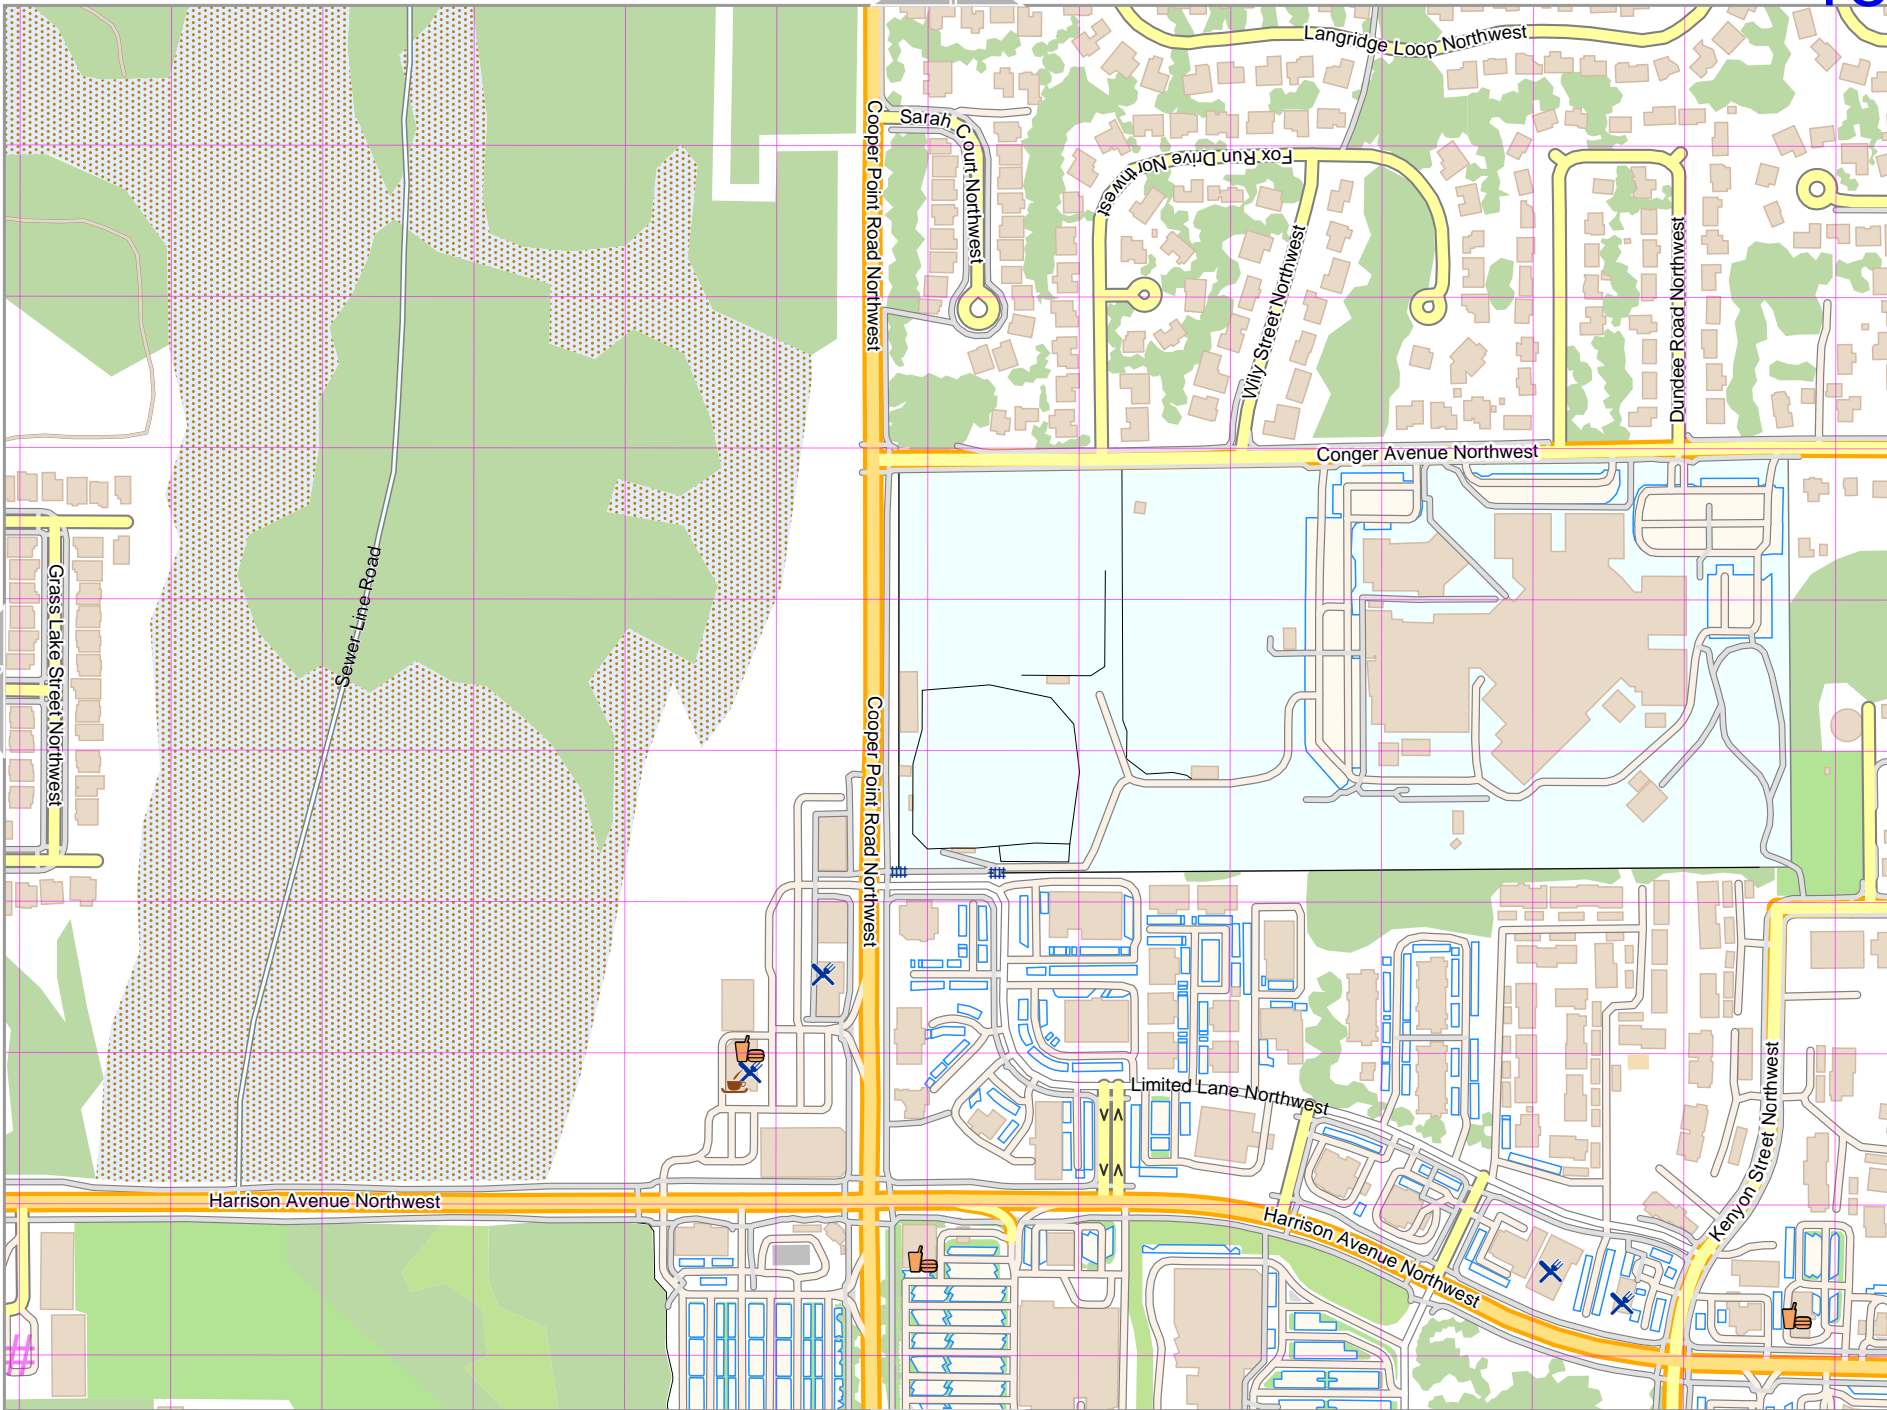 Langridge Loop Northwest
Sarah Court Northwest
Cooper Point Road Northwest
Fox Run Drive Northwest
Wily Street Northwest
Dundee Road Northwest
Conger Avenue Northwest
Grass Lake Street Northwest
Sewer Line Road
Cooper Point Road Northwest
Limited Lane Northwest
Kenyon Street Northwest
Harrison Avenue Northwest
Harrison Avenue Northwest
#